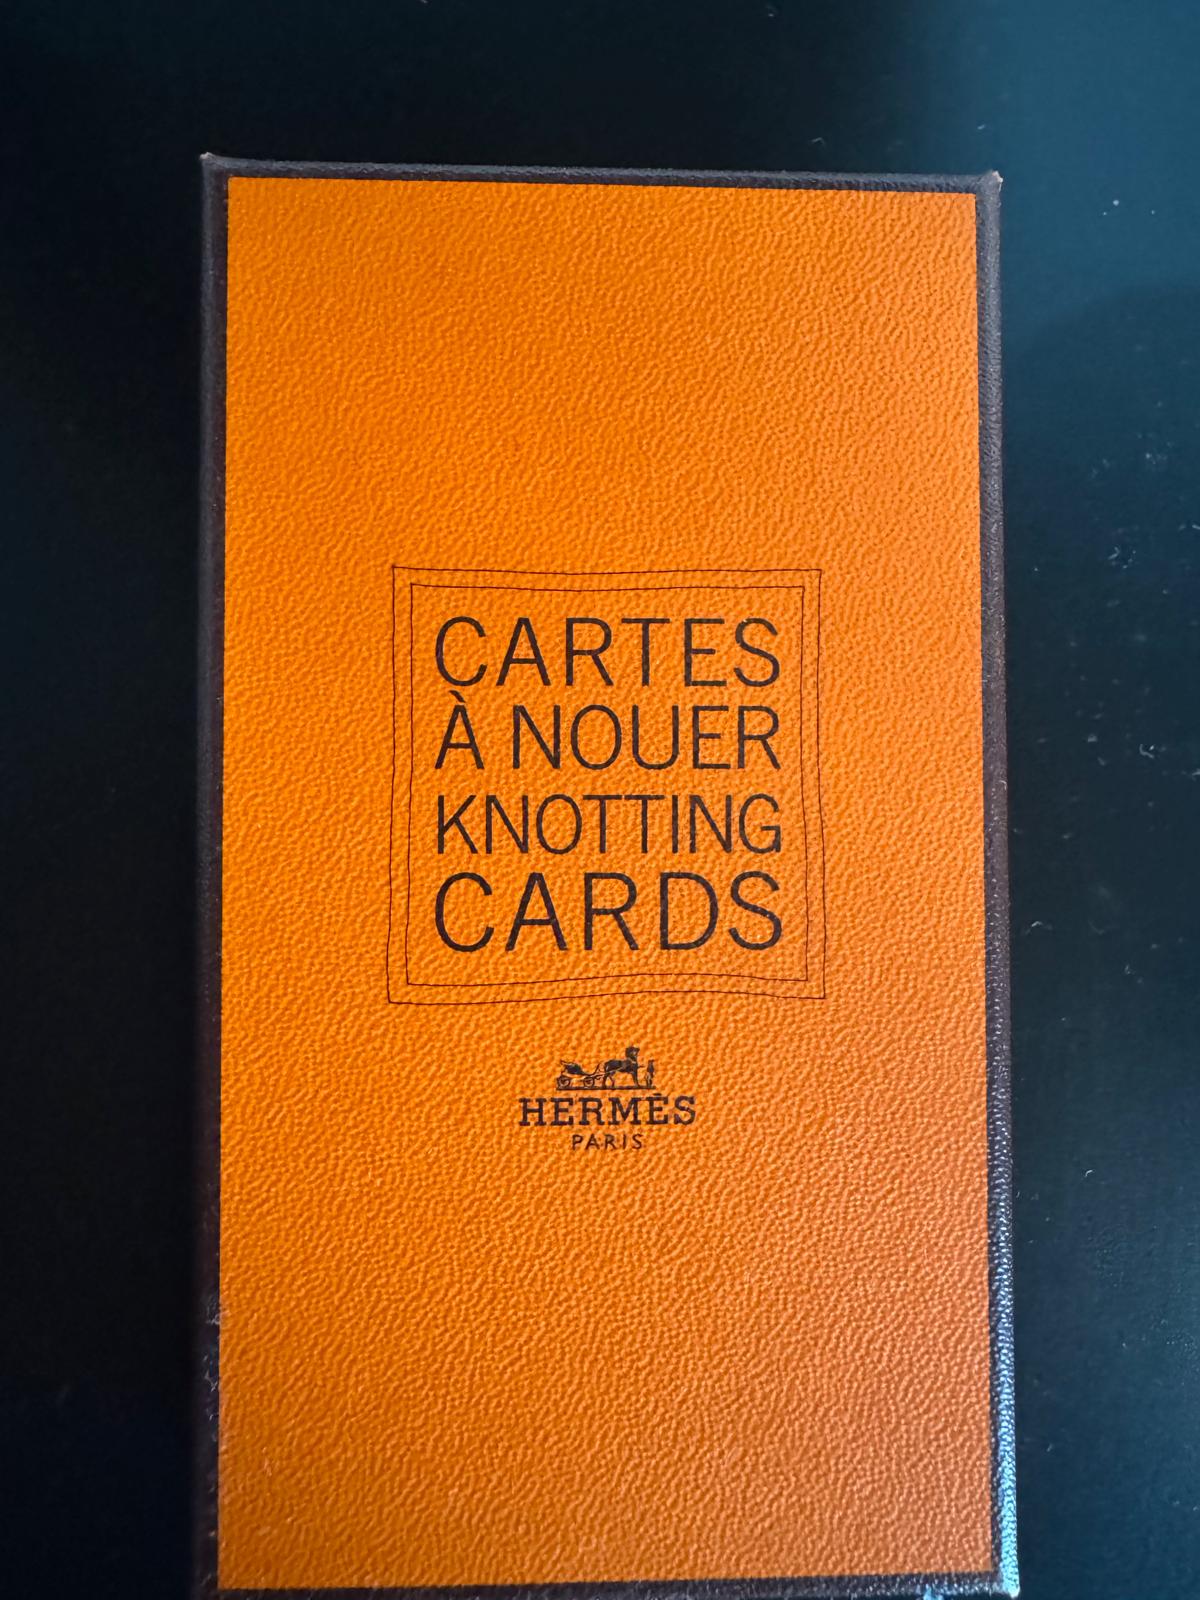 CARTES
À NOUER
KNOTTING
CARDS
HERMÈS
PARIS